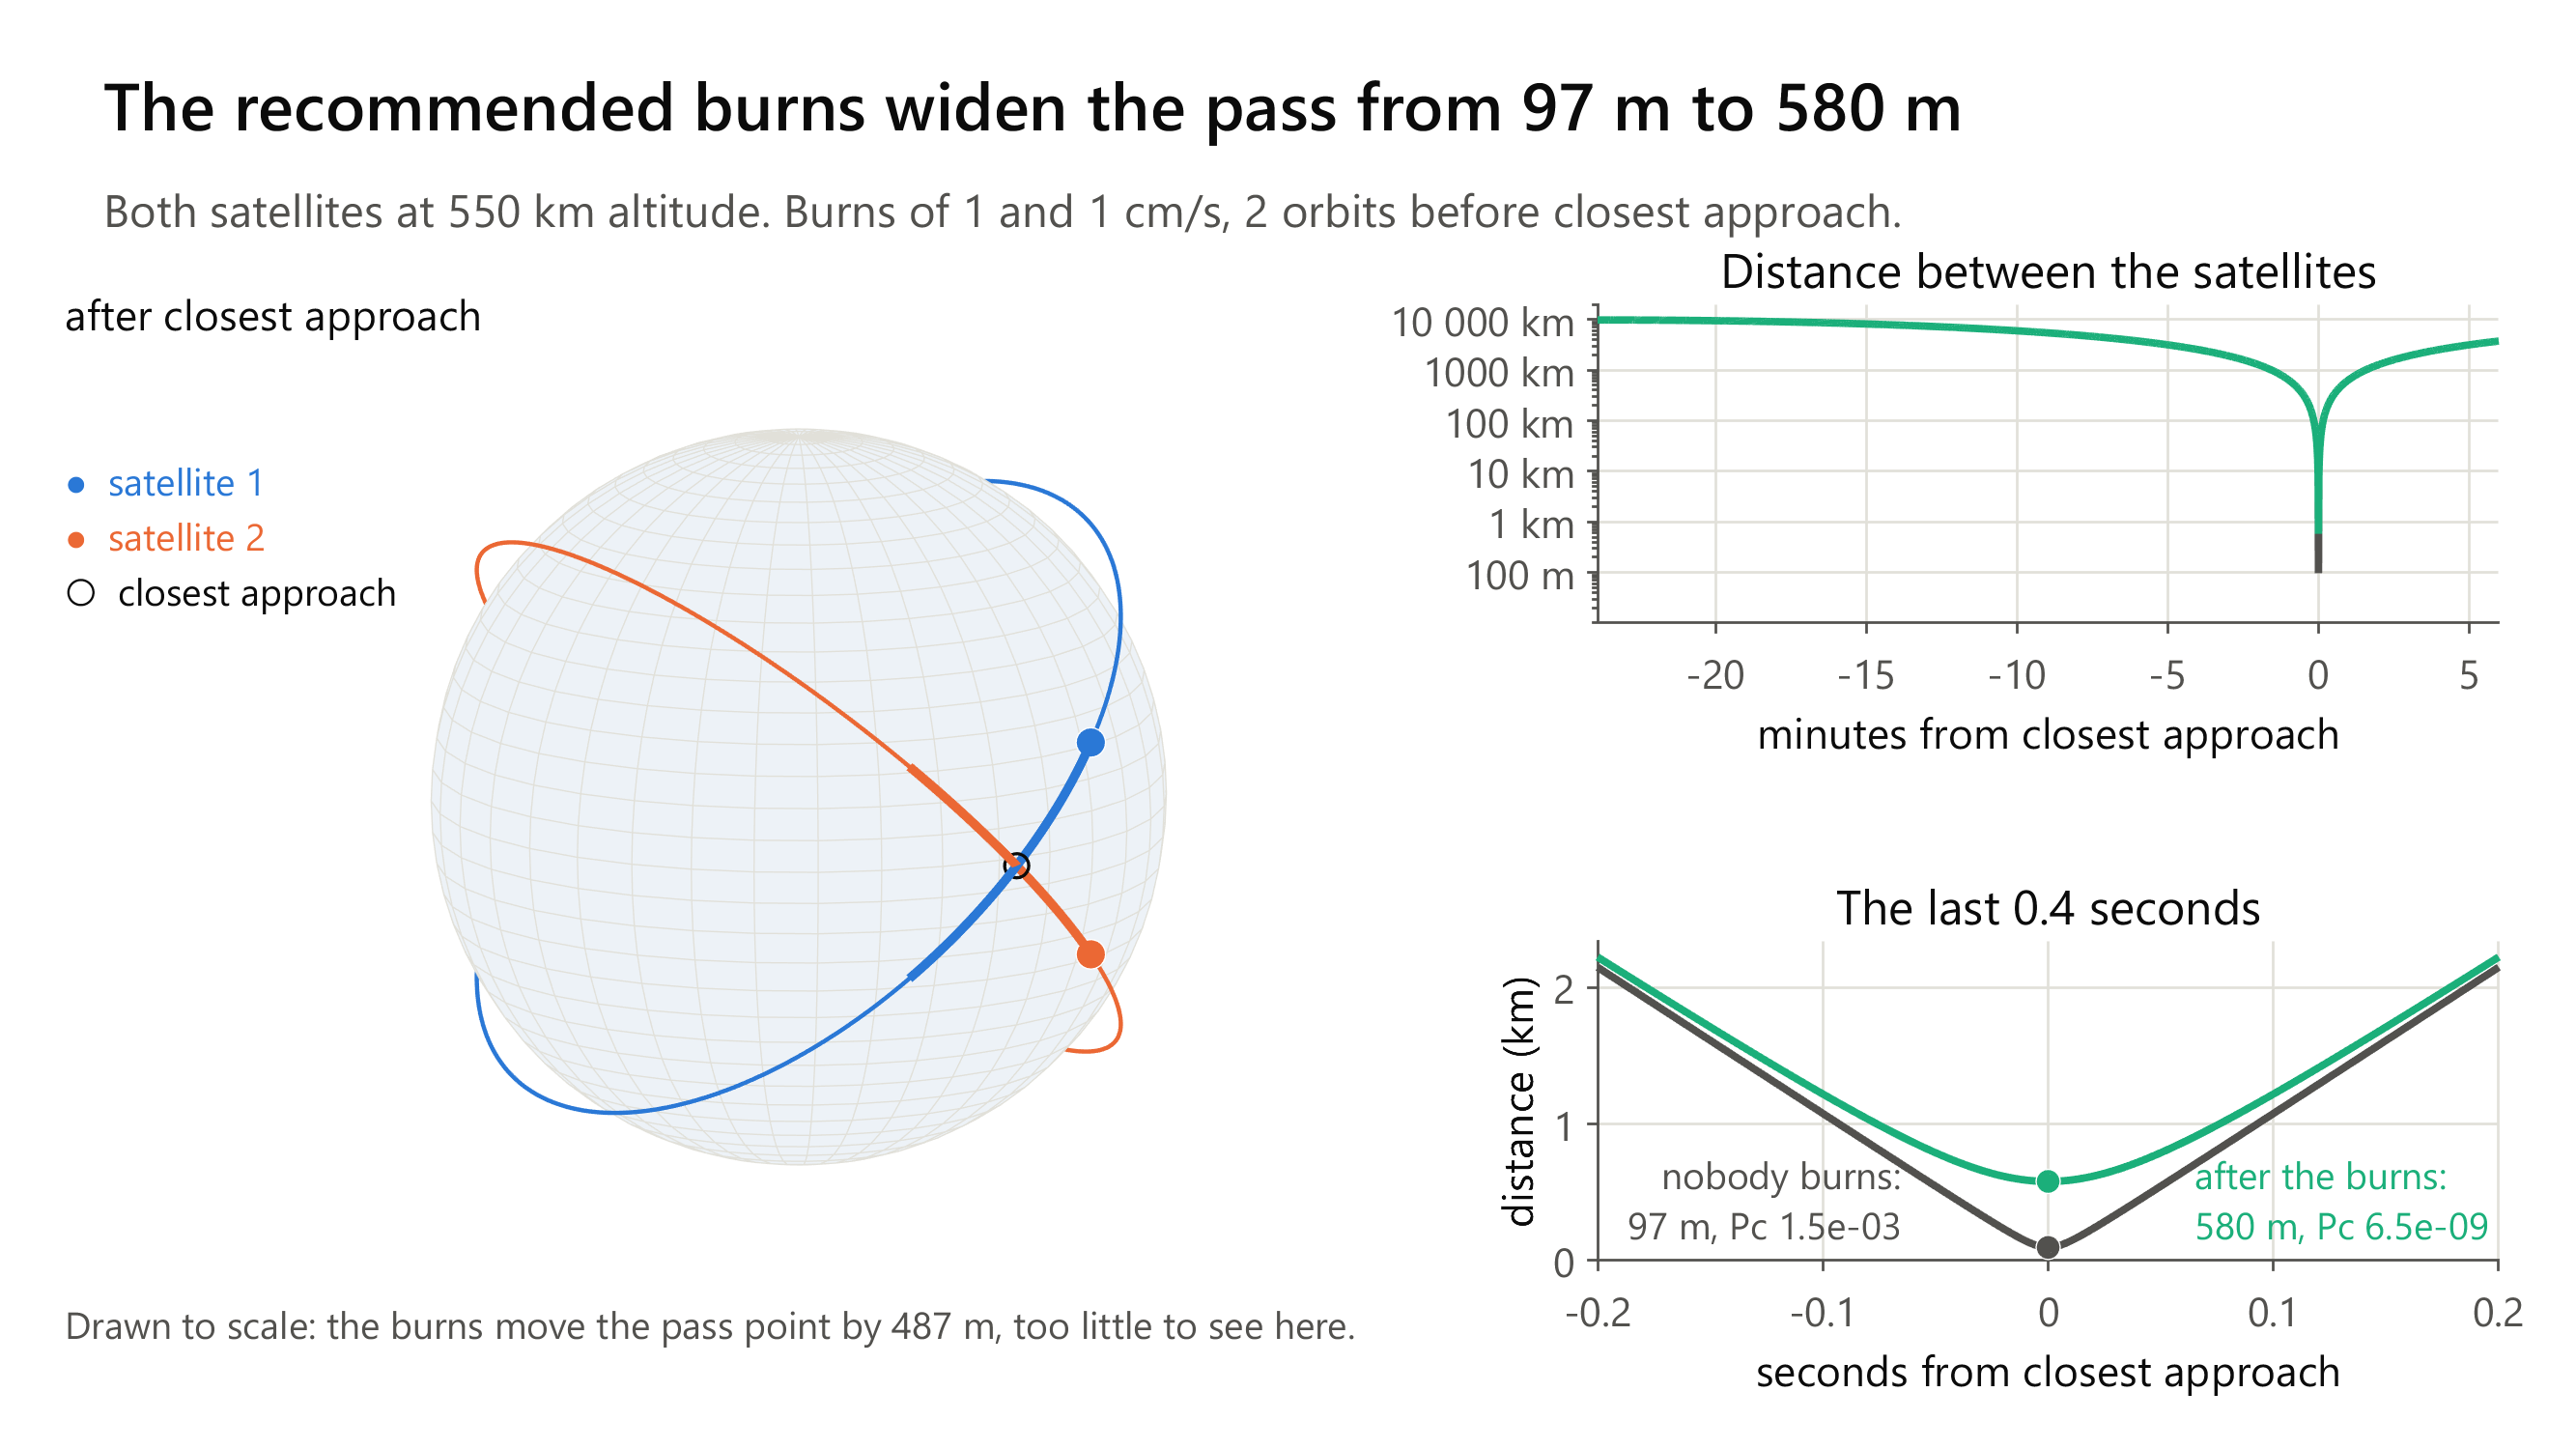 The recommended burns widen the pass from 97 m to 580 m
Both satellites at 550 km altitude. Burns of 1 and 1 cm/s, 2 orbits before closest approach.
after closest approach
satellite 1
satellite 2
closest approach
Drawn to scale: the burns move the pass point by 487 m, too little to see here.
Distance between the satellites
10 000 km
1000 km
100 km
10 km
1 km
100 m
-20 -15 -10 -5 0 5
minutes from closest approach
The last 0.4 seconds
distance (km)
2
1
0
nobody burns:
97 m, Pc 1.5e-03
after the burns:
580 m, Pc 6.5e-09
-0.2 -0.1 0 0.1 0.2
seconds from closest approach